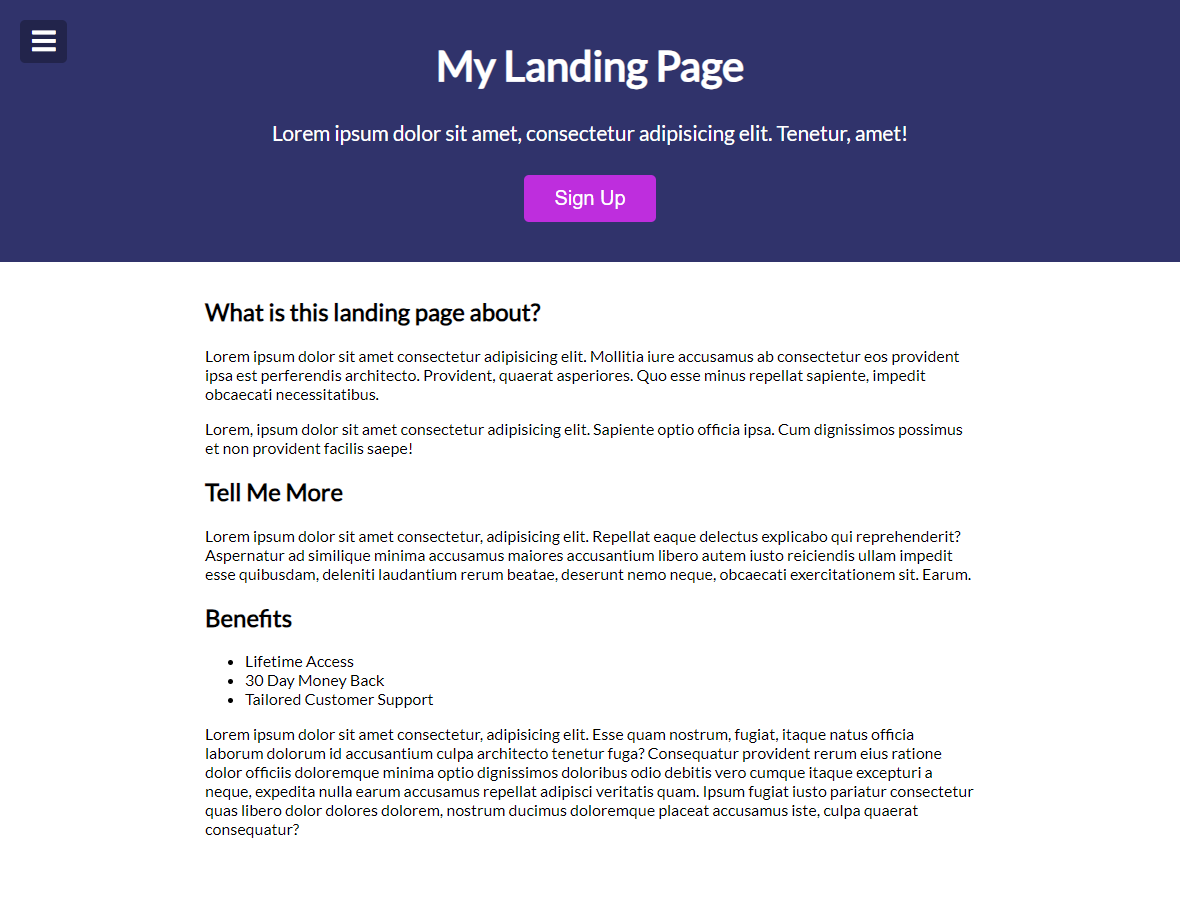 My Landing Page
Lorem ipsum dolor sit amet, consectetur adipisicing elit. Tenetur, amet!
Sign Up
What is this landing page about?
Lorem ipsum dolor sit amet consectetur adipisicing elit. Mollitia iure accusamus ab consectetur eos provident
ipsa est perferendis architecto. Provident, quaerat asperiores. Quo esse minus repellat sapiente, impedit
obcaecati necessitatibus.
Lorem, ipsum dolor sit amet consectetur adipisicing elit. Sapiente optio officia ipsa. Cum dignissimos possimus
et non provident facilis saepe!
Tell Me More
Lorem ipsum dolor sit amet consectetur, adipisicing elit. Repellat eaque delectus explicabo qui reprehenderit?
Aspernatur ad similique minima accusamus maiores accusantium libero autem iusto reiciendis ullam impedit
esse quibusdam, deleniti laudantium rerum beatae, deserunt nemo neque, obcaecati exercitationem sit. Earum.
Benefits
• Lifetime Access
• 30 Day Money Back
• Tailored Customer Support
Lorem ipsum dolor sit amet consectetur, adipisicing elit. Esse quam nostrum, fugiat, itaque natus officia
laborum dolorum id accusantium culpa architecto tenetur fuga? Consequatur provident rerum eius ratione
dolor officiis doloremque minima optio dignissimos doloribus odio debitis vero cumque itaque excepturi a
neque, expedita nulla earum accusamus repellat adipisci veritatis quam. Ipsum fugiat iusto pariatur consectetur
quas libero dolor dolores dolorem, nostrum ducimus doloremque placeat accusamus iste, culpa quaerat
consequatur?